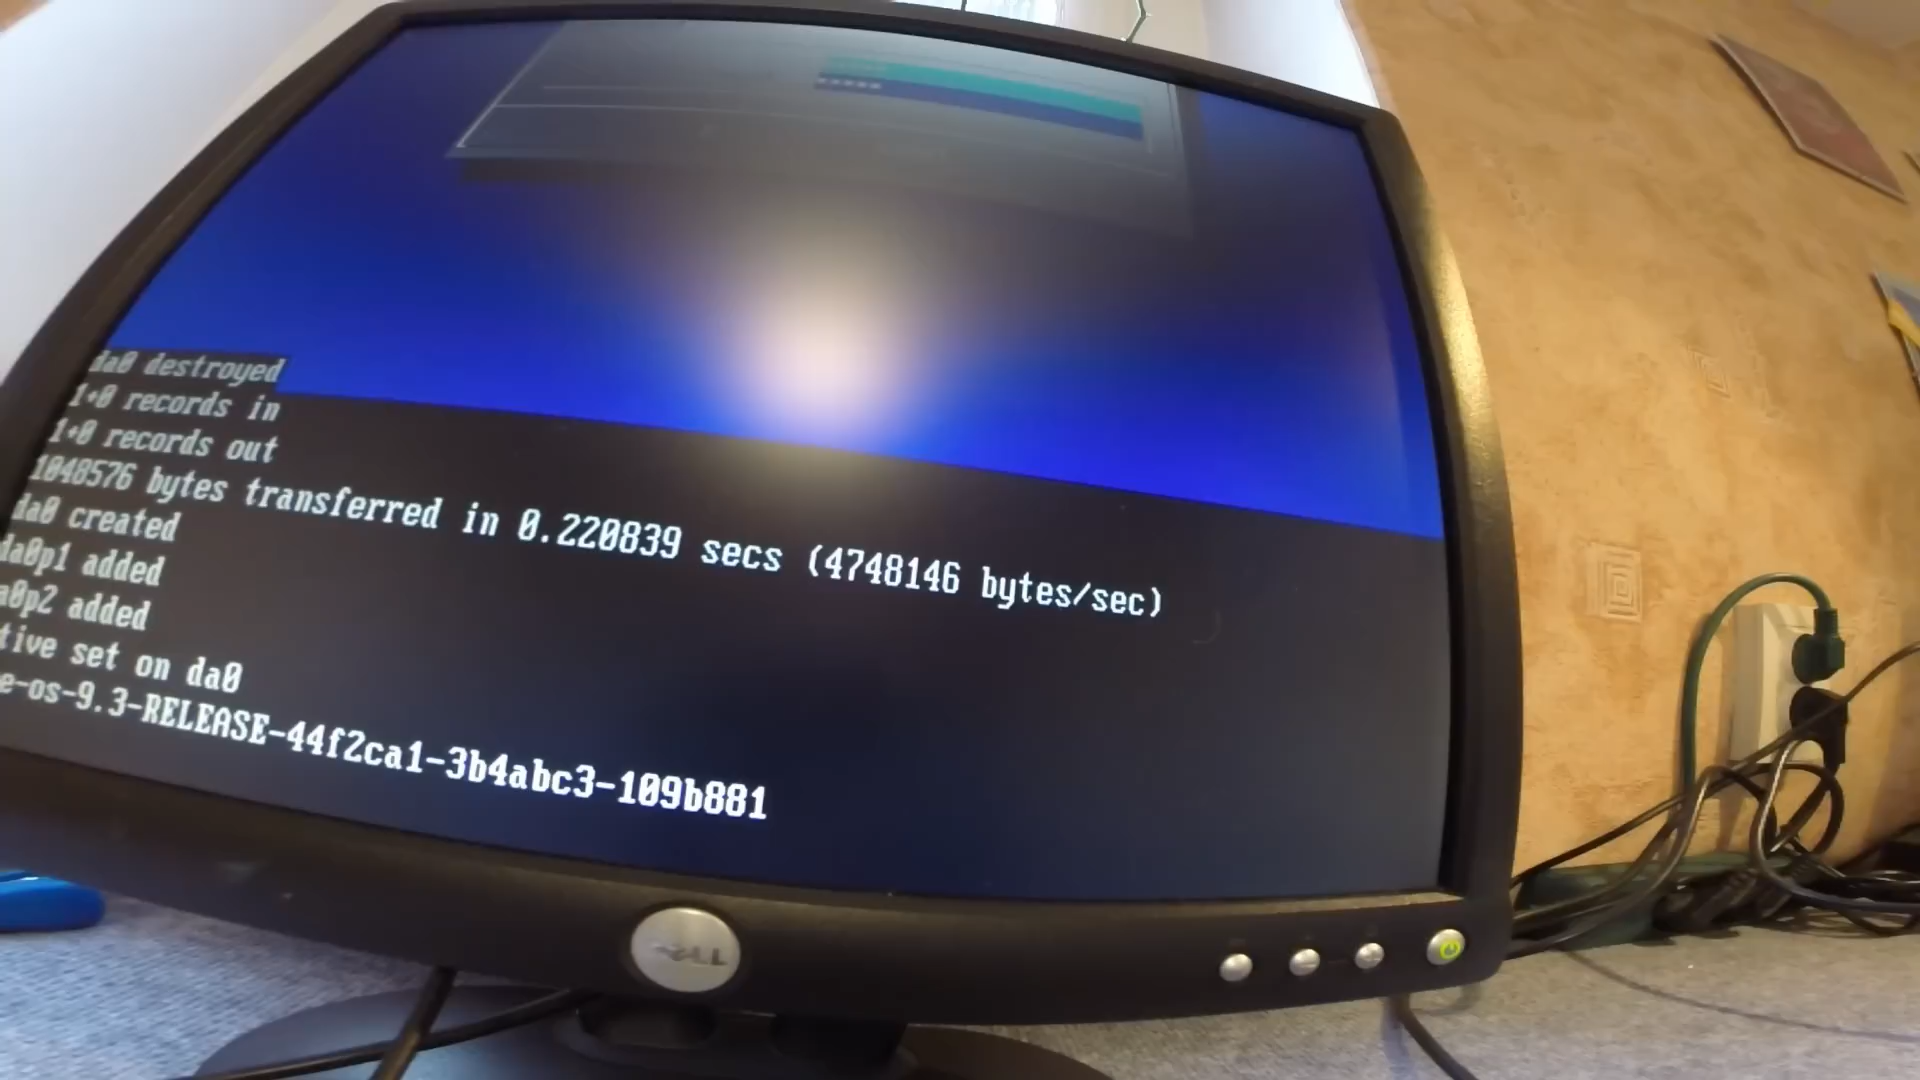 da0 destroyed
1+0 records in
1+0 records out
1048576 bytes transferred in 0.220839 secs (4748146 bytes/sec)
da0 created
da0p1 added
a0p2 added
tive set on da0
e-os-9.3-RELEASE-44f2ca1-3b4abc3-109b881
DELL